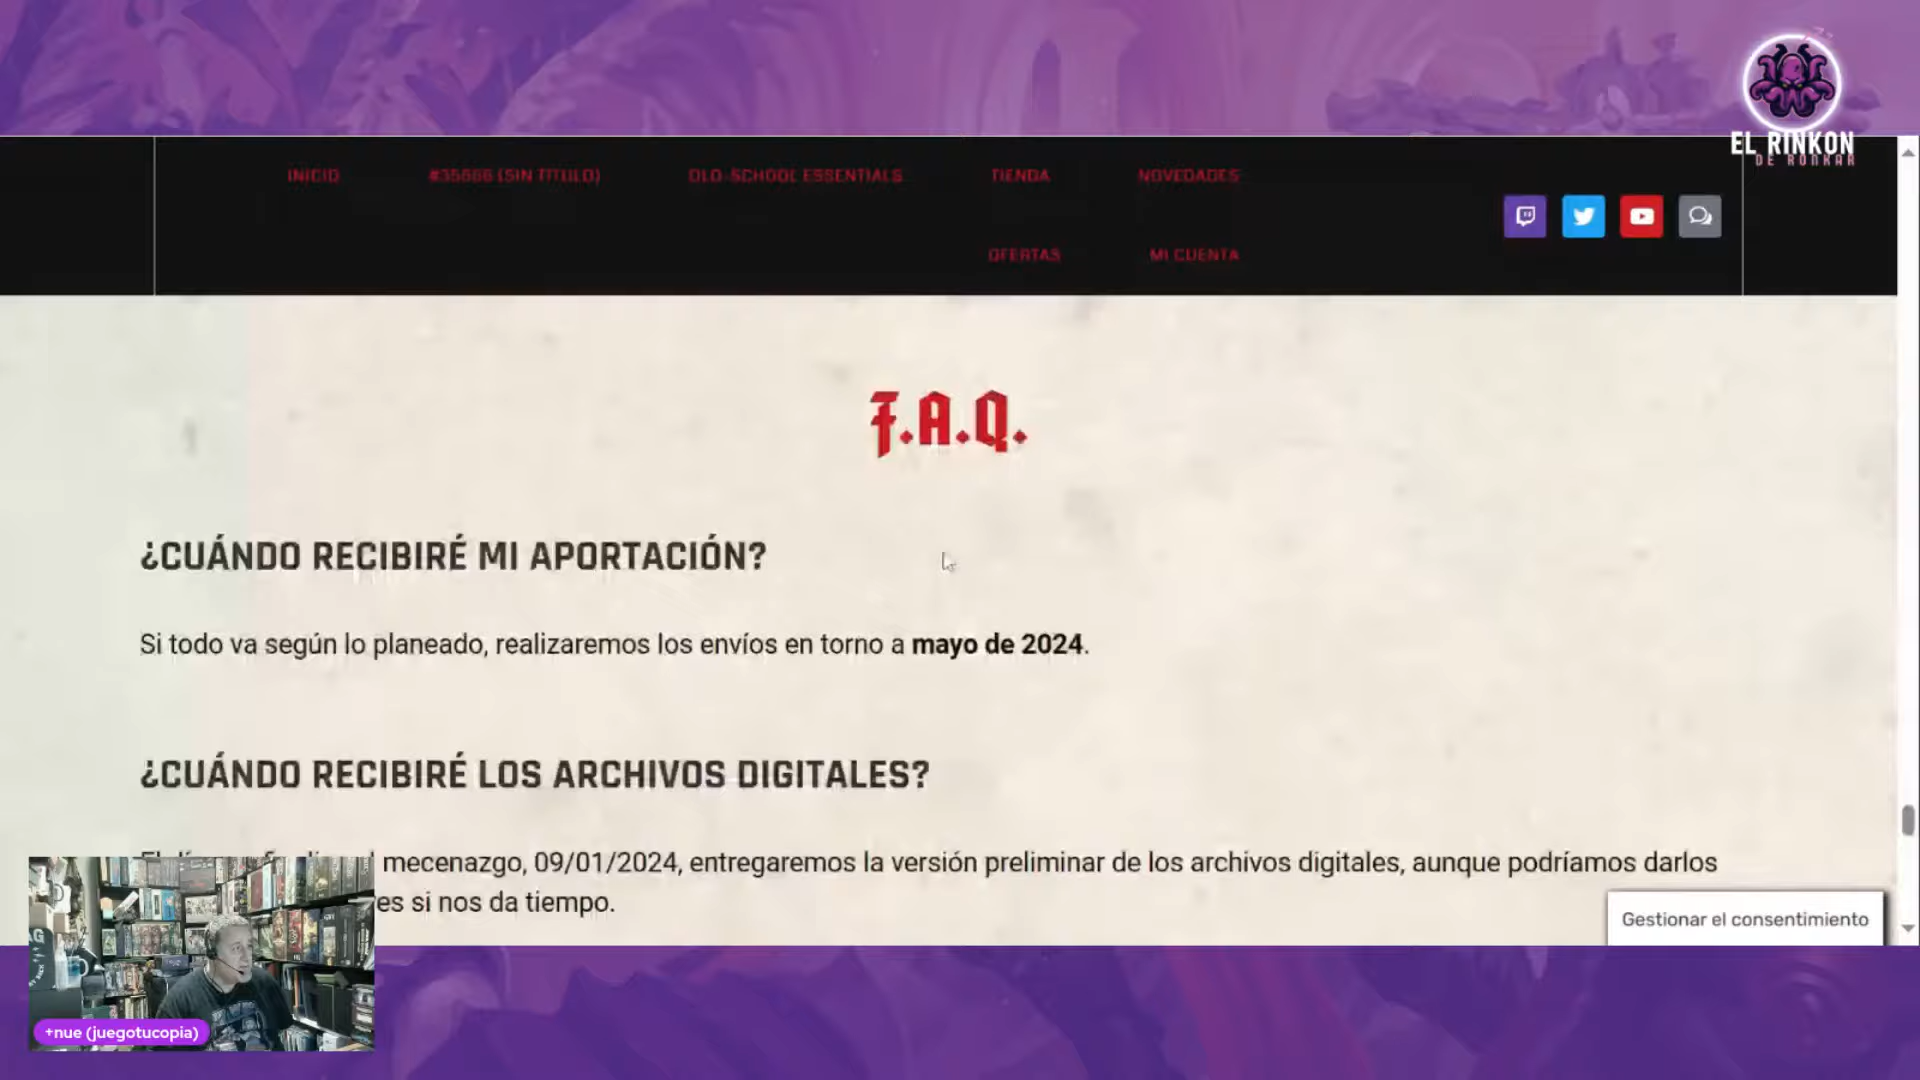 EL RINKON
DE RONKAR
INICIO
#35666 (SIN TÍTULO)
OLD-SCHOOL ESSENTIALS
TIENDA
NOVEDADES
OFERTAS
MI CUENTA
F.A.Q.
¿CUÁNDO RECIBIRÉ MI APORTACIÓN?
Si todo va según lo planeado, realizaremos los envíos en torno a mayo de 2024.
¿CUÁNDO RECIBIRÉ LOS ARCHIVOS DIGITALES?
mecenazgo, 09/01/2024, entregaremos la versión preliminar de los archivos digitales, aunque podríamos darlos
es si nos da tiempo.
Gestionar el consentimiento
+nue (juegotucopia)